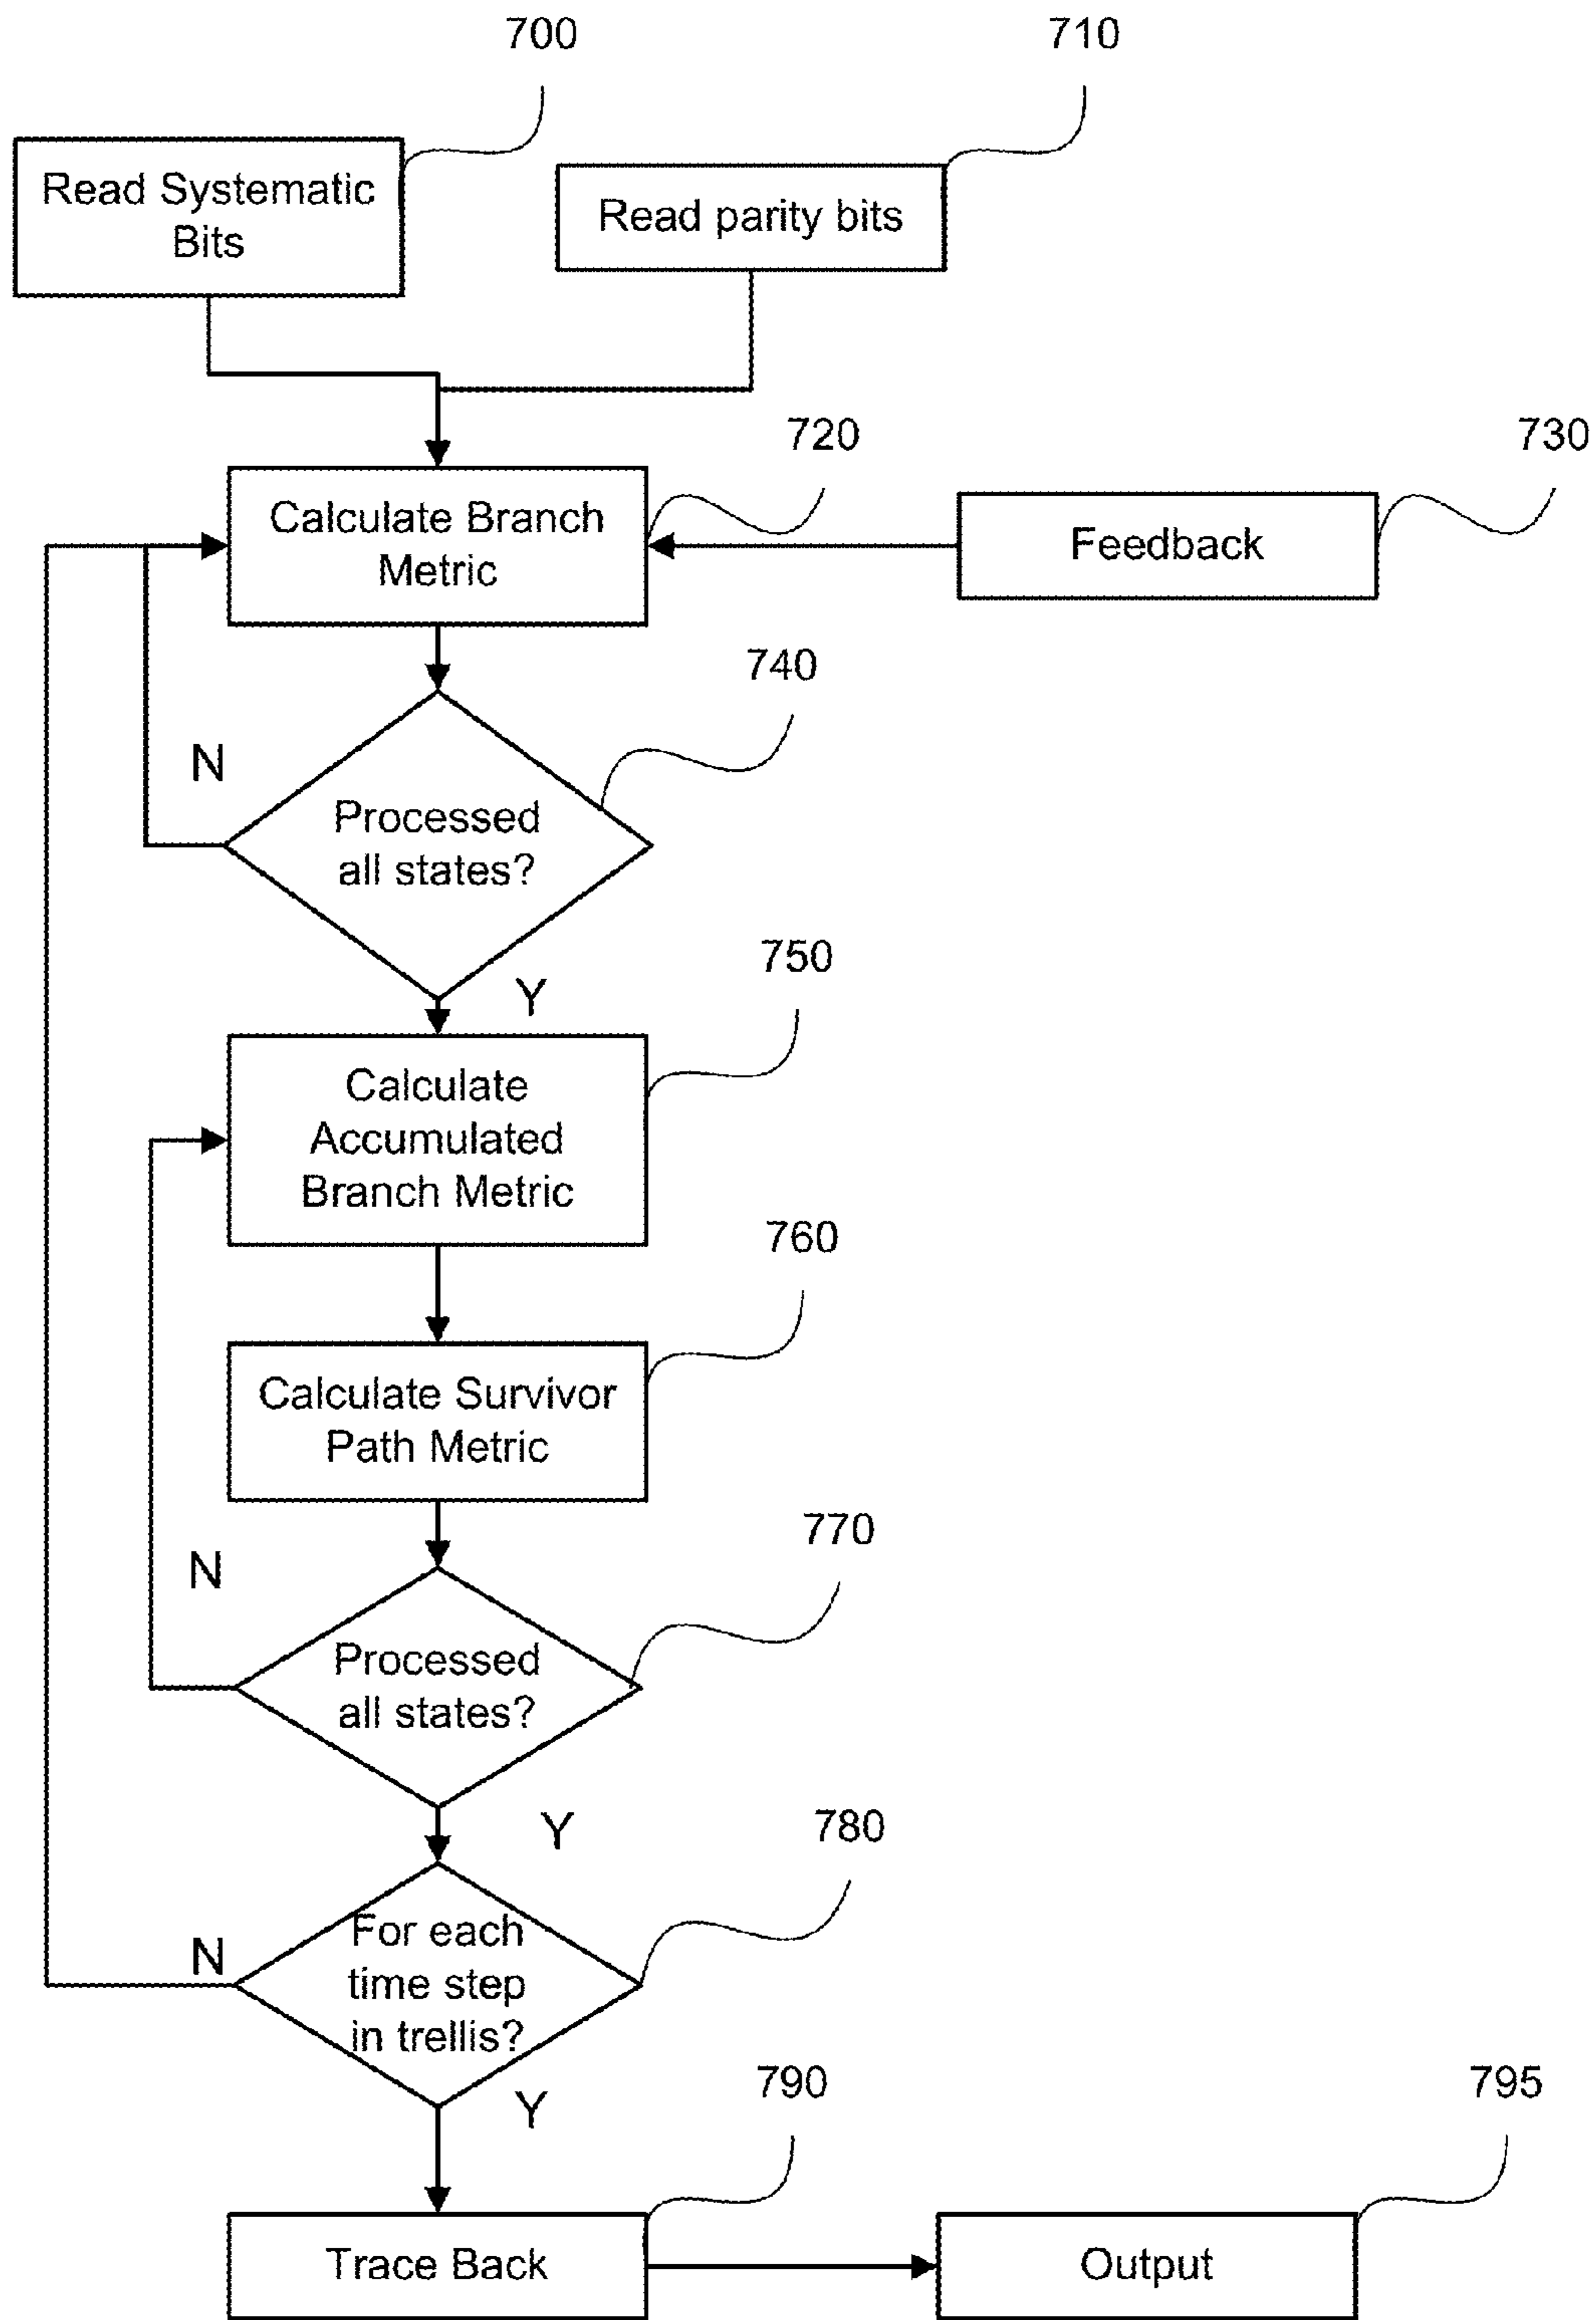 700
710
Read Systematic
Bits
Read parity bits
720
730
Calculate Branch
Metric
Feedback
740
N
Processed
all states?
Y
750
Calculate
Accumulated
Branch Metric
760
Calculate Survivor
Path Metric
770
N
Processed
all states?
Y
780
N
For each
time step
in trellis?
Y
790
795
Trace Back
Output